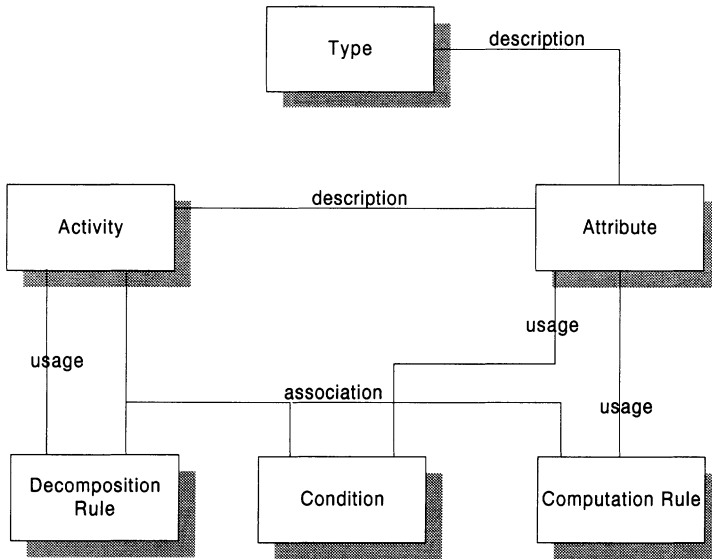 Type
description
Activity
description
Attribute
usage
usage
association
usage
Decomposition
Rule
Condition
Computation Rule